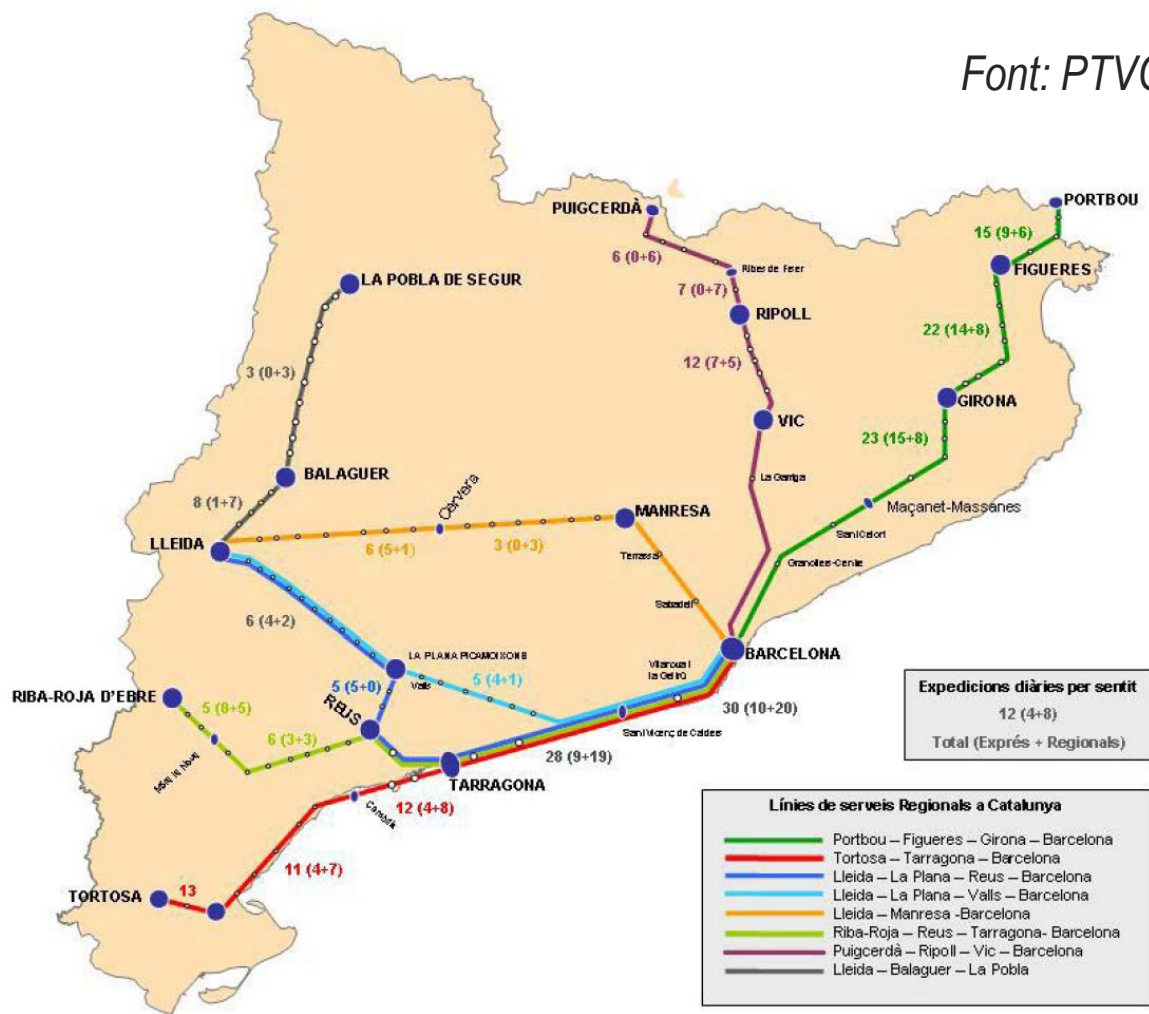 Font: PTVC
PORTBOU
PUIGCERDÀ
15 (9+6)
6 (0+6)
Ribes de Freser
FIGUERES
LA POBLA DE SEGUR
7 (0+7)
RIPOLL
22 (14+8)
12 (7+5)
3 (0+3)
GIRONA
VIC
23 (15+8)
BALAGUER
La Garriga
8 (1+7)
Cervera
MANRESA
Maçanet-Massanes
LLEIDA
6 (5+1)
3 (0+3)
Sant Celoni
Terrassa
Granollers-Centre
Sabadell
6 (4+2)
LA PLANA PICAMOIXONS
Vilanova i
la Geltrú
BARCELONA
Valls
5 (4+1)
RIBA-ROJA D'EBRE
5 (5+0)
REUS
5 (0+5)
6 (3+3)
30 (10+20)
Sant Vicenç de Calders
Móra la Nova
28 (9+19)
TARRAGONA
12 (4+8)
Cambrils
11 (4+7)
TORTOSA
13
Expedicions diàries per sentit
12 (4+8)
Total (Exprés + Regionals)
Línies de serveis Regionals a Catalunya
Portbou – Figueres – Girona – Barcelona
Tortosa – Tarragona – Barcelona
Lleida – La Plana – Reus – Barcelona
Lleida – La Plana – Valls – Barcelona
Lleida – Manresa -Barcelona
Riba-Roja – Reus – Tarragona- Barcelona
Puigcerdà – Ripoll – Vic – Barcelona
Lleida – Balaguer – La Pobla